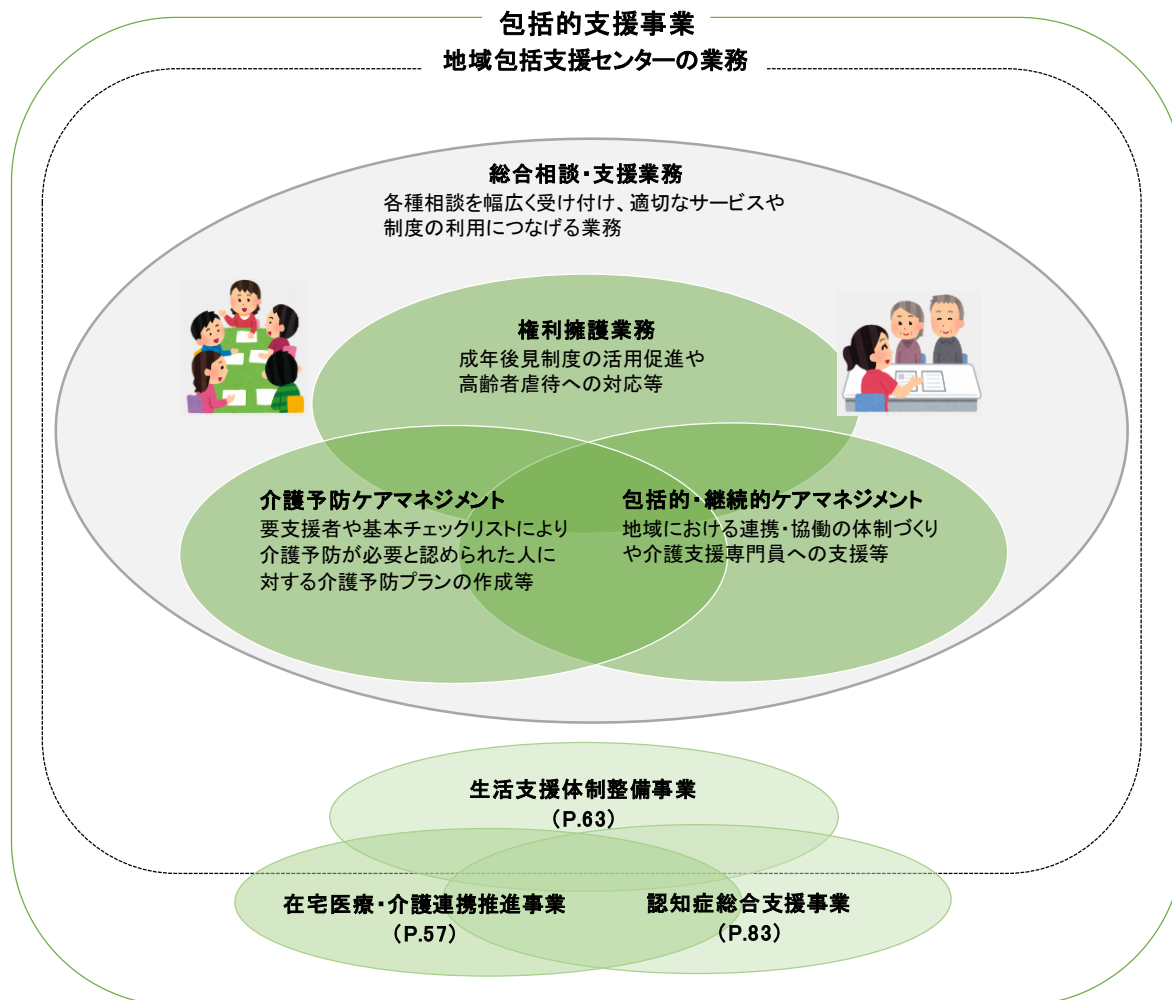 包括的支援事業
地域包括支援センターの業務
総合相談・支援業務
各種相談を幅広く受け付け、適切なサービスや
制度の利用につなげる業務
権利擁護業務
成年後見制度の活用促進や
高齢者虐待への対応等
介護予防ケアマネジメント
要支援者や基本チェックリストにより
介護予防が必要と認められた人に
対する介護予防プランの作成等
包括的・継続的ケアマネジメント
地域における連携・協働の体制づくり
や介護支援専門員への支援等
生活支援体制整備事業
（P.63）
在宅医療・介護連携推進事業
（P.57）
認知症総合支援事業
（P.83）